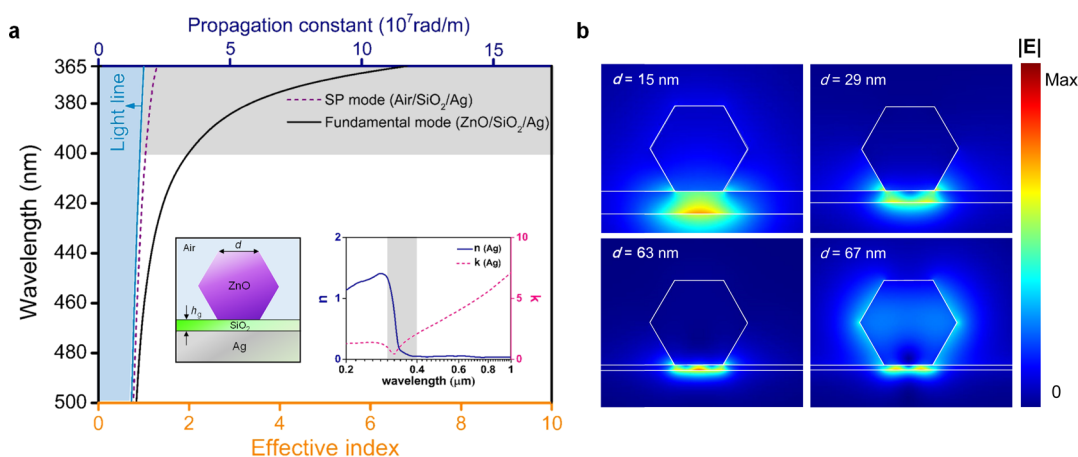 a
Propagation constant (10⁷rad/m)
0
5
10
15
365
380
400
420
440
460
480
500
Wavelength (nm)
Light line
SP mode (Air/SiO₂/Ag)
Fundamental mode (ZnO/SiO₂/Ag)
Air
d
ZnO
h_g
SiO₂
Ag
2
1
0
n
n (Ag)
k (Ag)
10
5
0
k
0.2
0.4
0.6
0.8
1
wavelength (μm)
0
2
4
6
8
10
Effective index
b
|E|
d = 15 nm
d = 29 nm
Max
d = 63 nm
d = 67 nm
0